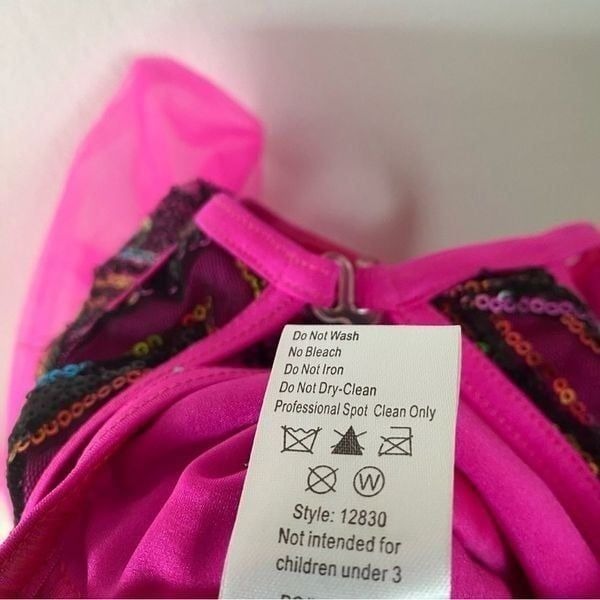 Do Not Wash
No Bleach
Do Not Iron
Do Not Dry-Clean
Professional Spot Clean Only
W
Style: 12830
Not intended for
children under 3